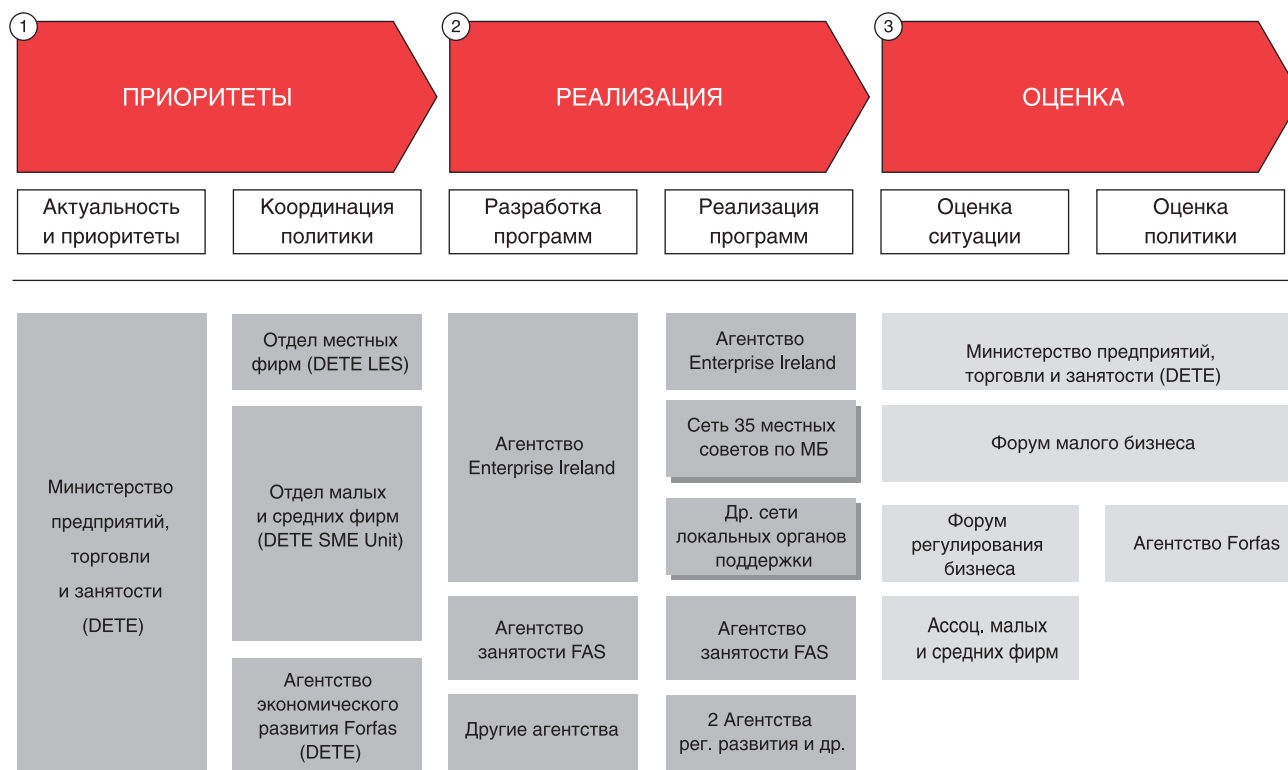 1
ПРИОРИТЕТЫ
2
РЕАЛИЗАЦИЯ
3
ОЦЕНКА
Актуальность
и приоритеты
Координация
политики
Разработка
программ
Реализация
программ
Оценка
ситуации
Оценка
политики
Министерство
предприятий,
торговли
и занятости
(DETE)
Отдел местных
фирм (DETE LES)
Отдел малых
и средних фирм
(DETE SME Unit)
Агентство
экономического
развития Forfas
(DETE)
Агентство
Enterprise Ireland
Агентство
занятости FAS
Другие агентства
Агентство
Enterprise Ireland
Сеть 35 местных
советов по МБ
Др. сети
локальных органов
поддержки
Агентство
занятости FAS
2 Агентства
рег. развития и др.
Министерство предприятий,
торговли и занятости (DETE)
Форум малого бизнеса
Форум
регулирования
бизнеса
Агентство Forfas
Ассоц. малых
и средних фирм